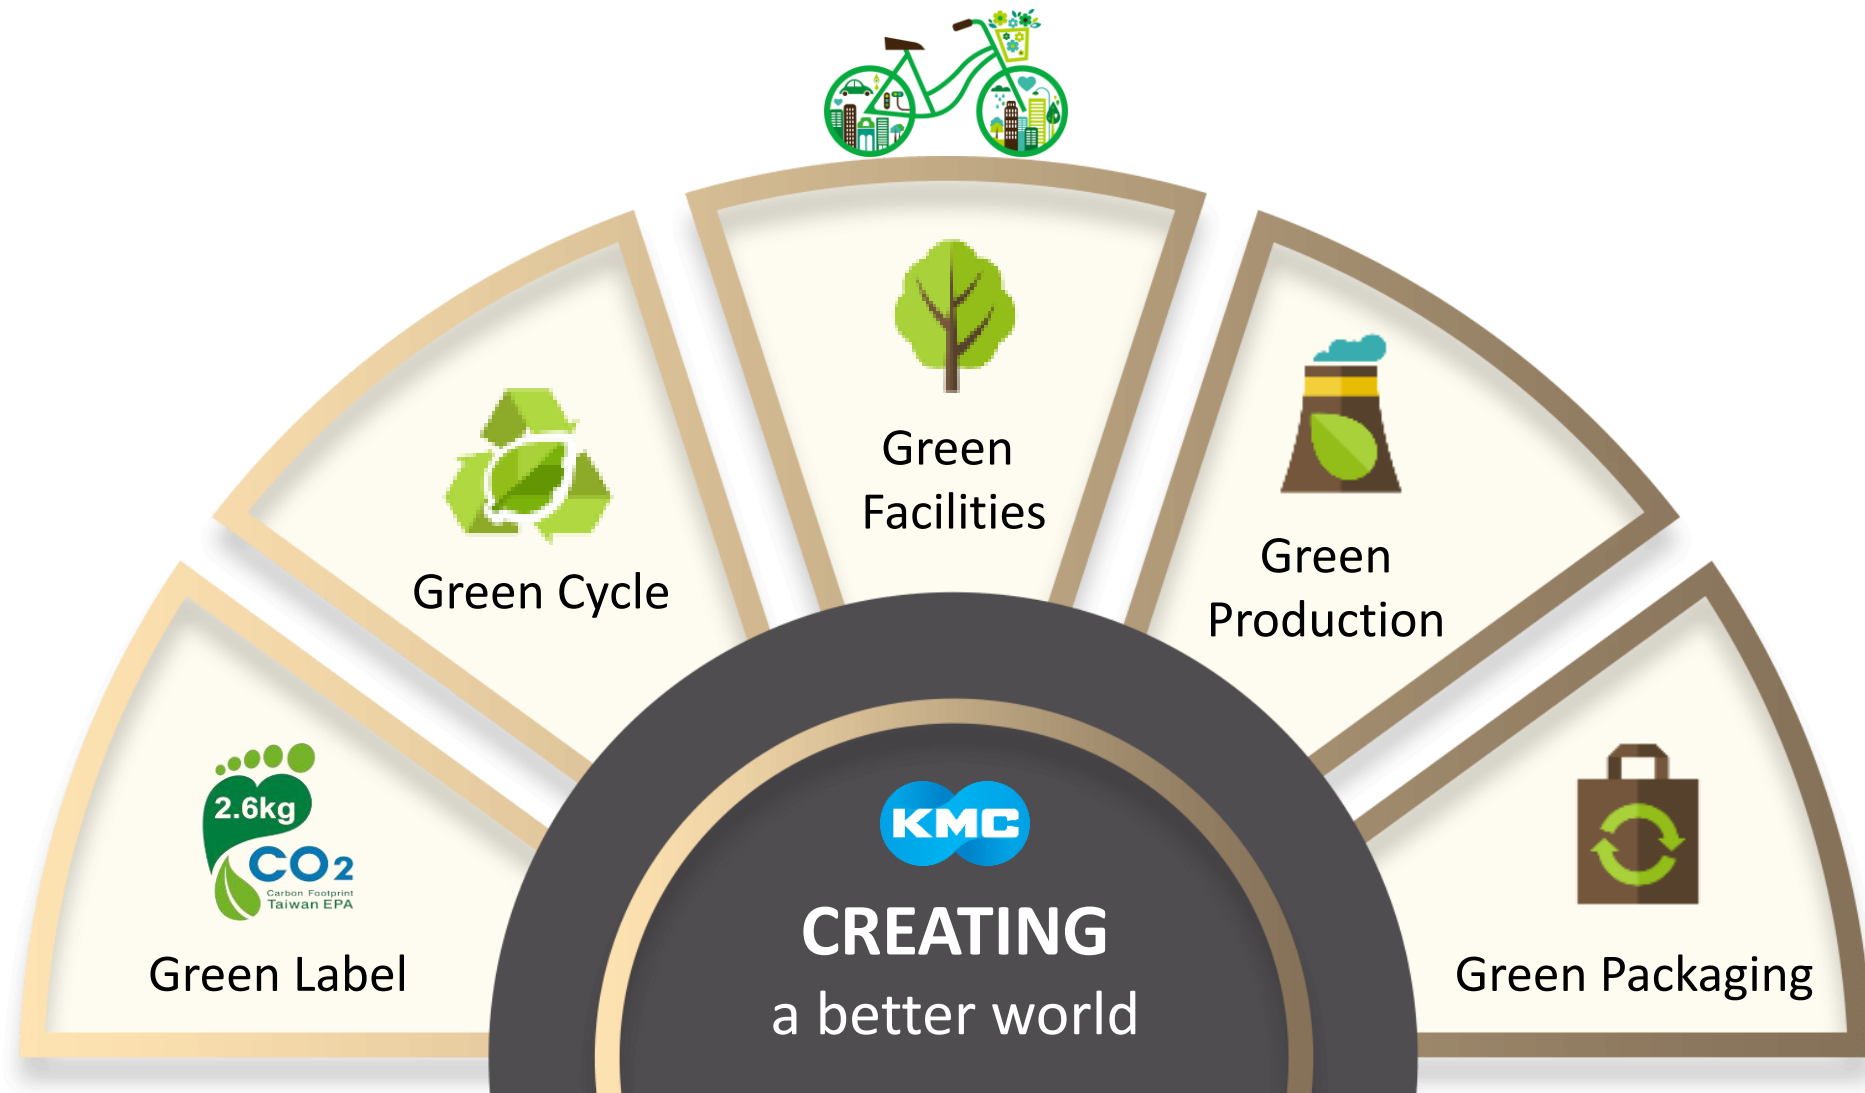 Green
Facilities
Green Cycle
Green
Production
2.6kg
CO2
Carbon Footprint
Taiwan EPA
Green Label
KMC
CREATING
a better world
Green Packaging